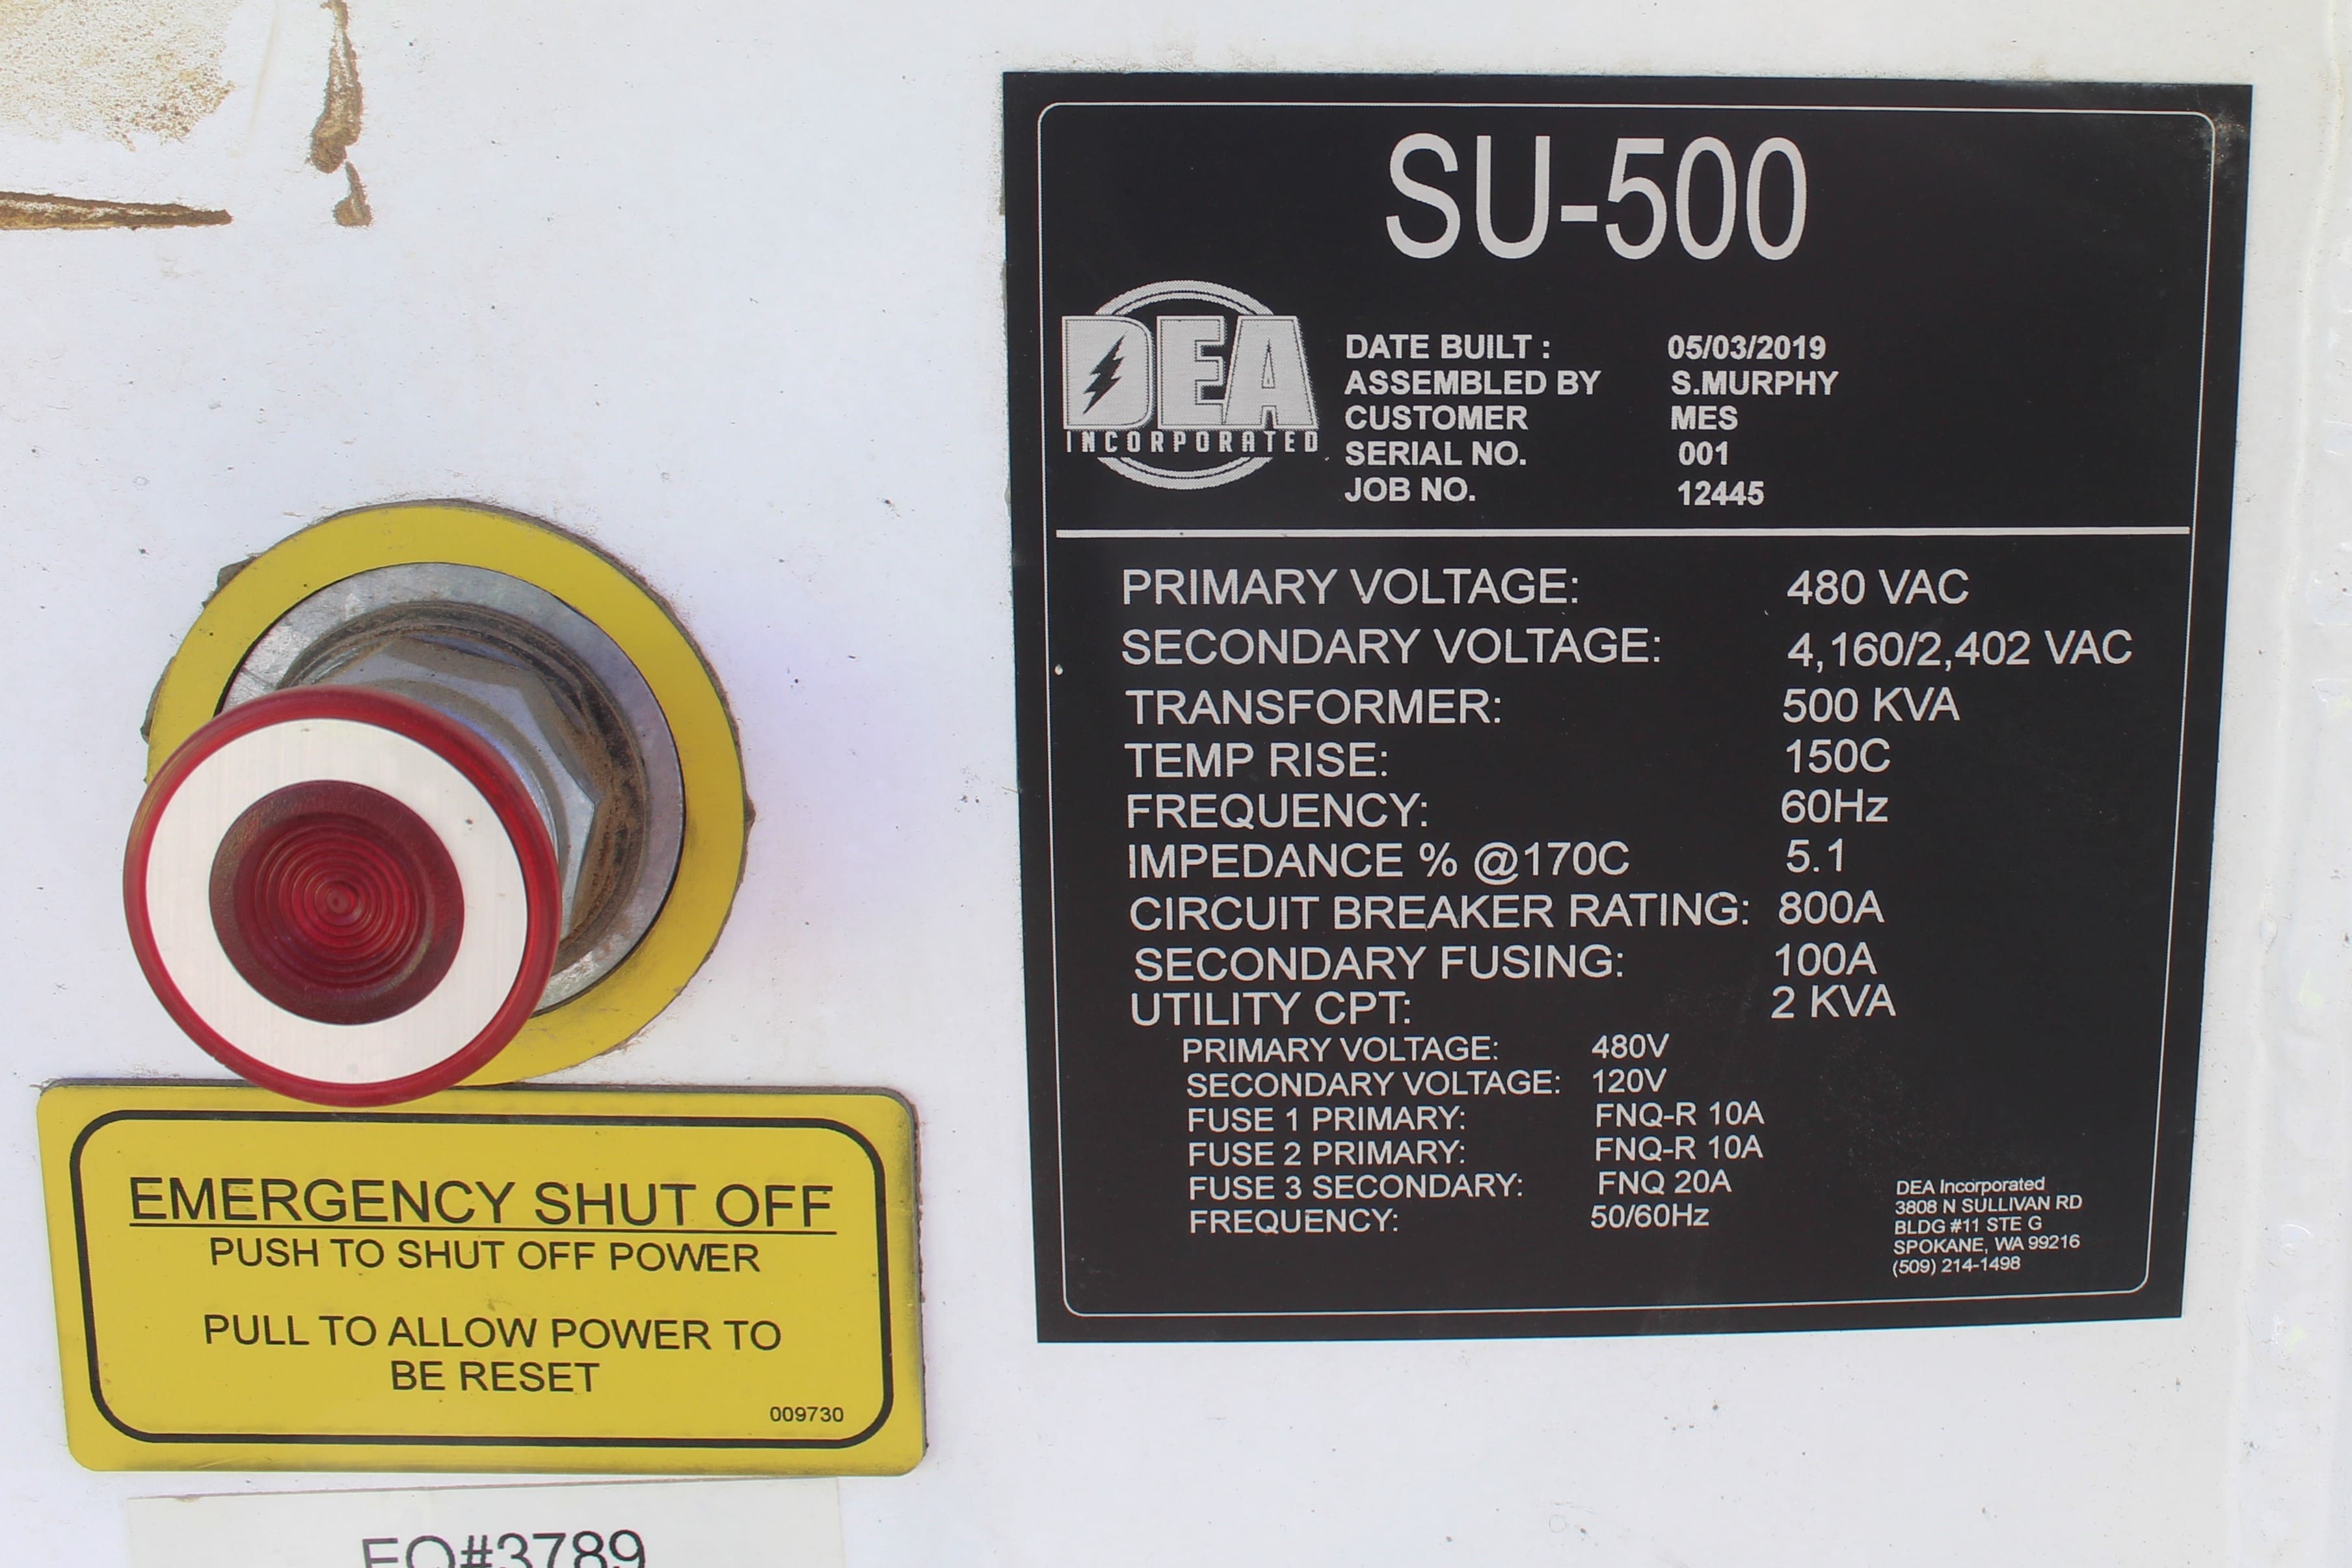 SU-500
DEA
INCORPORATED
DATE BUILT : 05/03/2019
ASSEMBLED BY S.MURPHY
CUSTOMER MES
SERIAL NO. 001
JOB NO. 12445
PRIMARY VOLTAGE: 480 VAC
SECONDARY VOLTAGE: 4,160/2,402 VAC
TRANSFORMER: 500 KVA
TEMP RISE: 150C
FREQUENCY: 60Hz
IMPEDANCE % @170C 5.1
CIRCUIT BREAKER RATING: 800A
SECONDARY FUSING: 100A
UTILITY CPT: 2 KVA
PRIMARY VOLTAGE: 480V
SECONDARY VOLTAGE: 120V
FUSE 1 PRIMARY: FNQ-R 10A
FUSE 2 PRIMARY: FNQ-R 10A
FUSE 3 SECONDARY: FNQ 20A
FREQUENCY: 50/60Hz
DEA Incorporated
3808 N SULLIVAN RD
BLDG #11 STE G
SPOKANE, WA 99216
(509) 214-1498
EMERGENCY SHUT OFF
PUSH TO SHUT OFF POWER
PULL TO ALLOW POWER TO
BE RESET
009730
EQ#3789